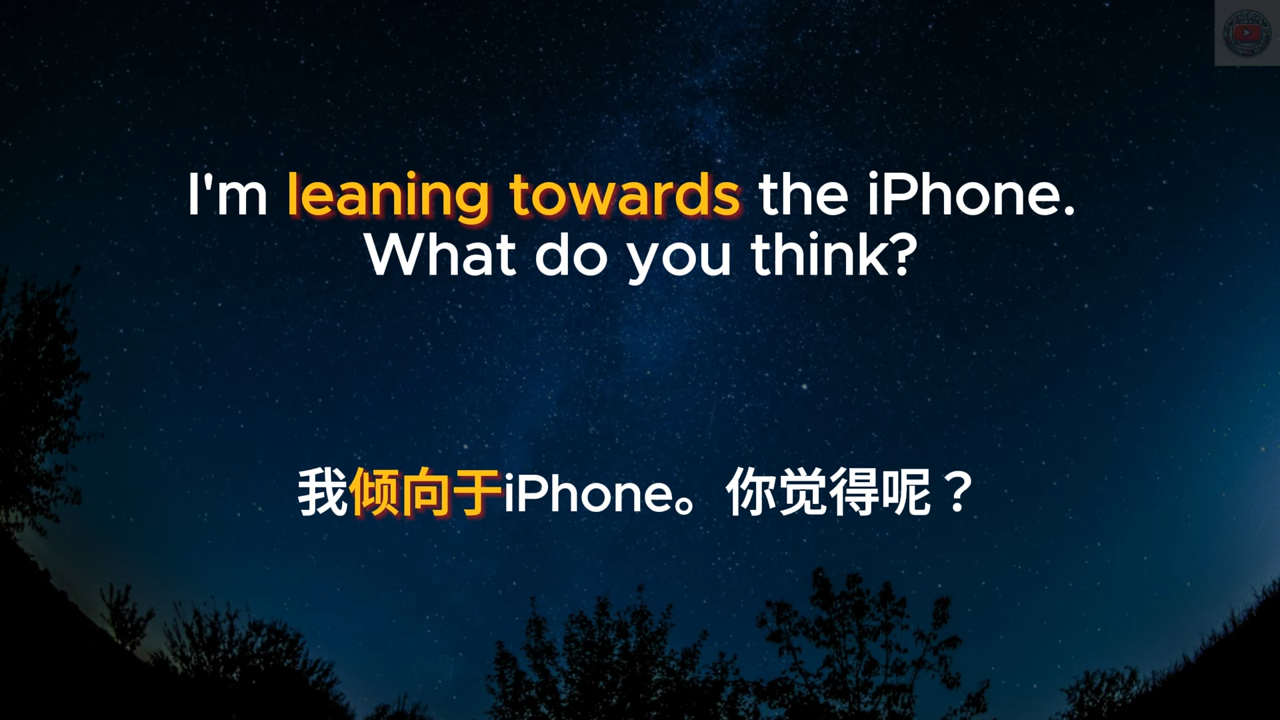 I'm leaning towards the iPhone.
What do you think?
我倾向于iPhone。你觉得呢？